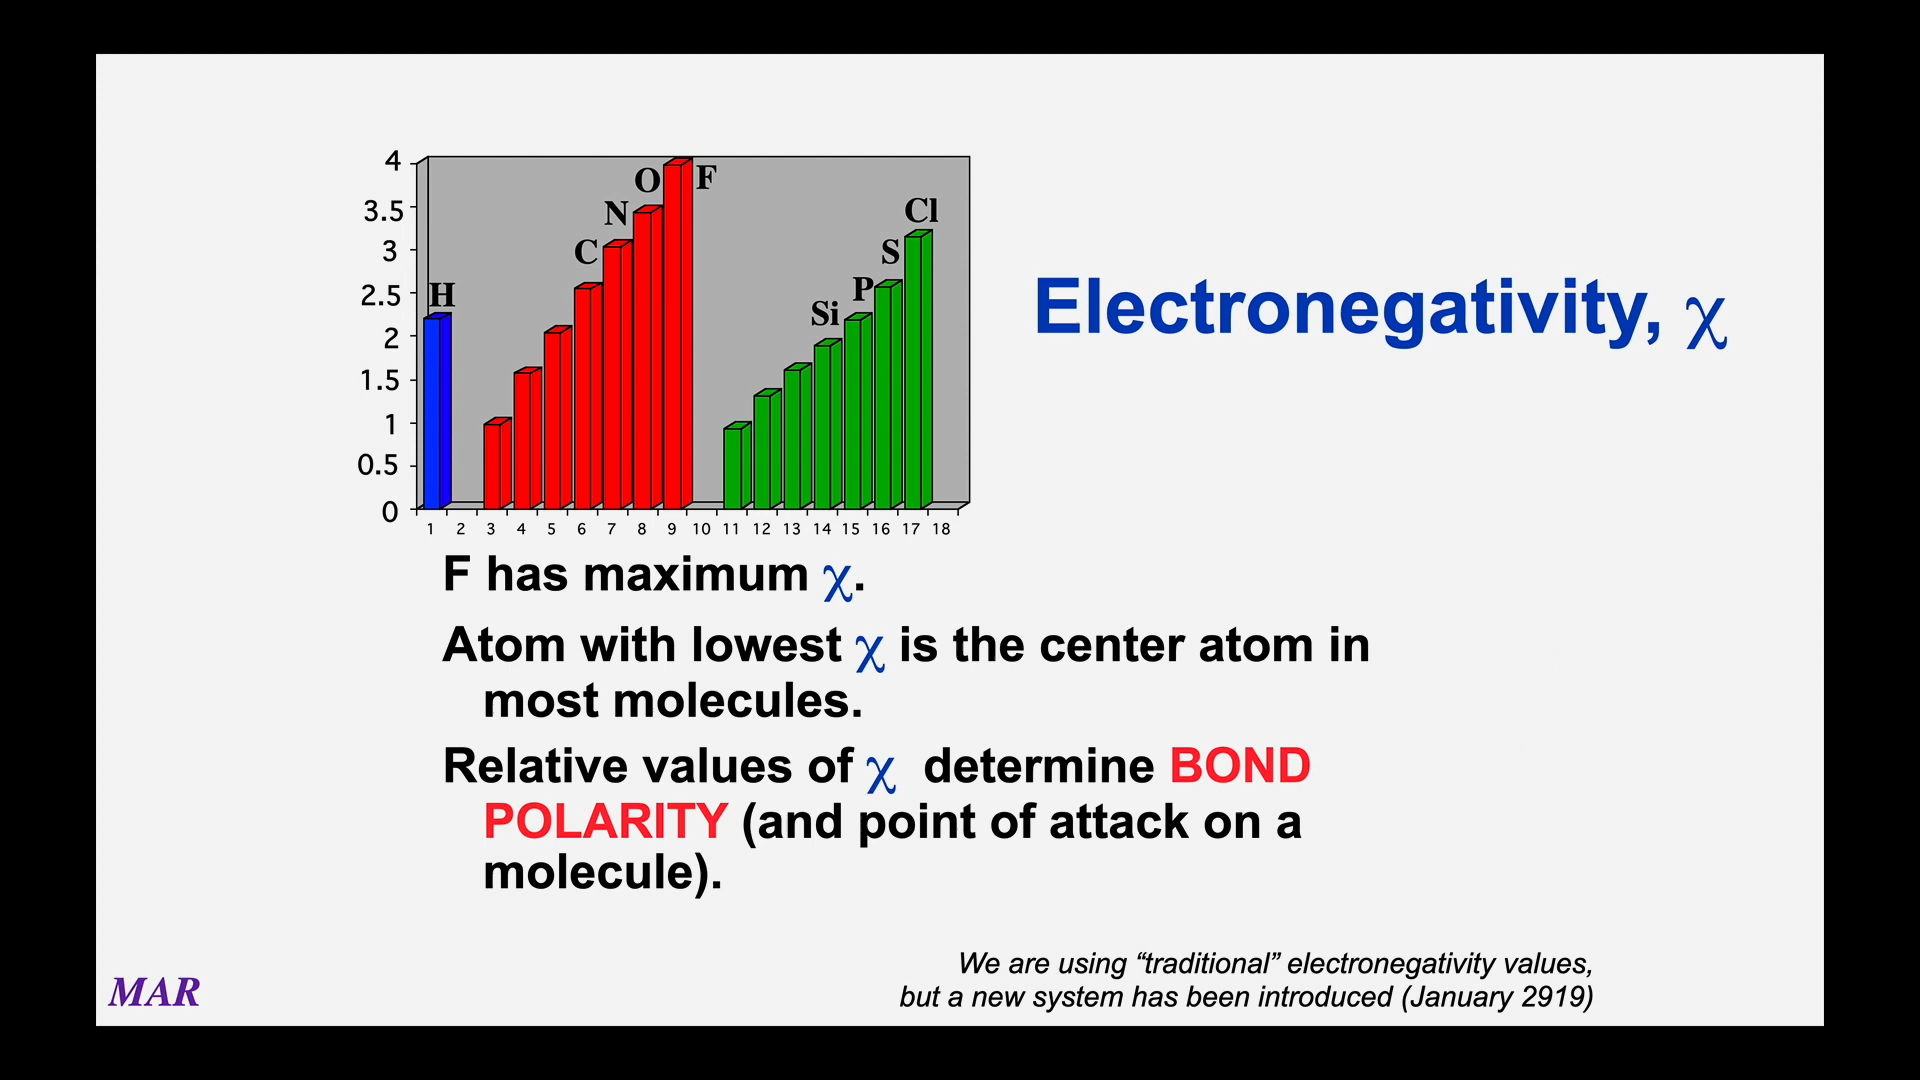 Electronegativity, χ
4
3.5
3
2.5
2
1.5
1
0.5
0
H
C
N
O
F
Si
P
S
Cl
1 2 3 4 5 6 7 8 9 10 11 12 13 14 15 16 17 18
F has maximum χ.
Atom with lowest χ is the center atom in
most molecules.
Relative values of χ determine BOND
POLARITY (and point of attack on a
molecule).
We are using “traditional” electronegativity values,
but a new system has been introduced (January 2919)
MAR